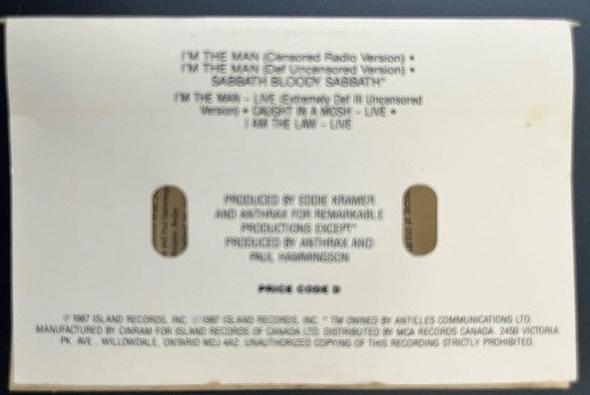 I'M THE MAN (Censored Radio Version) •
I'M THE MAN (Def Uncensored Version) •
SABBATH BLOODY SABBATH*
I'M THE MAN – LIVE (Extremely Def Ill Uncensored
Version) • CAUGHT IN A MOSH – LIVE •
I AM THE LAW – LIVE
PRODUCED BY EDDIE KRAMER
AND ANTHRAX FOR REMARKABLE
PRODUCTIONS EXCEPT*
PRODUCED BY ANTHRAX AND
PAUL HAMMINGSON
PRICE CODE D
℗ 1987 ISLAND RECORDS, INC. © 1987 ISLAND RECORDS, INC. * TM OWNED BY ANTILLES COMMUNICATIONS LTD.
MANUFACTURED BY CINRAM FOR ISLAND RECORDS OF CANADA LTD. DISTRIBUTED BY MCA RECORDS CANADA. 2450 VICTORIA
PK. AVE., WILLOWDALE, ONTARIO M2J 4A2. UNAUTHORIZED COPYING OF THIS RECORDING STRICTLY PROHIBITED.